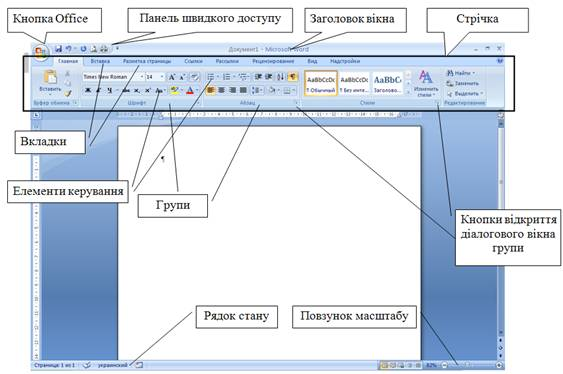 Кнопка Office
Панель швидкого доступу
Заголовок вікна
Стрічка
Документ1 - Microsoft Word
Главная Вставка Разметка страницы Ссылки Рассылки Рецензирование Вид Надстройки
Вставить
Times New Roman 14
AaBbCcDc AaBbCcDc AaBbC
¶ Обычный ¶ Без инте... Заголово...
Изменить стили
Найти
Заменить
Выделить
Буфер обмена Шрифт Абзац Стили Редактирование
Вкладки
Елементи керування
Групи
Кнопки відкриття
діалогового вікна
групи
Рядок стану
Повзунок масштабу
Страница: 1 из 1 украинский 82%